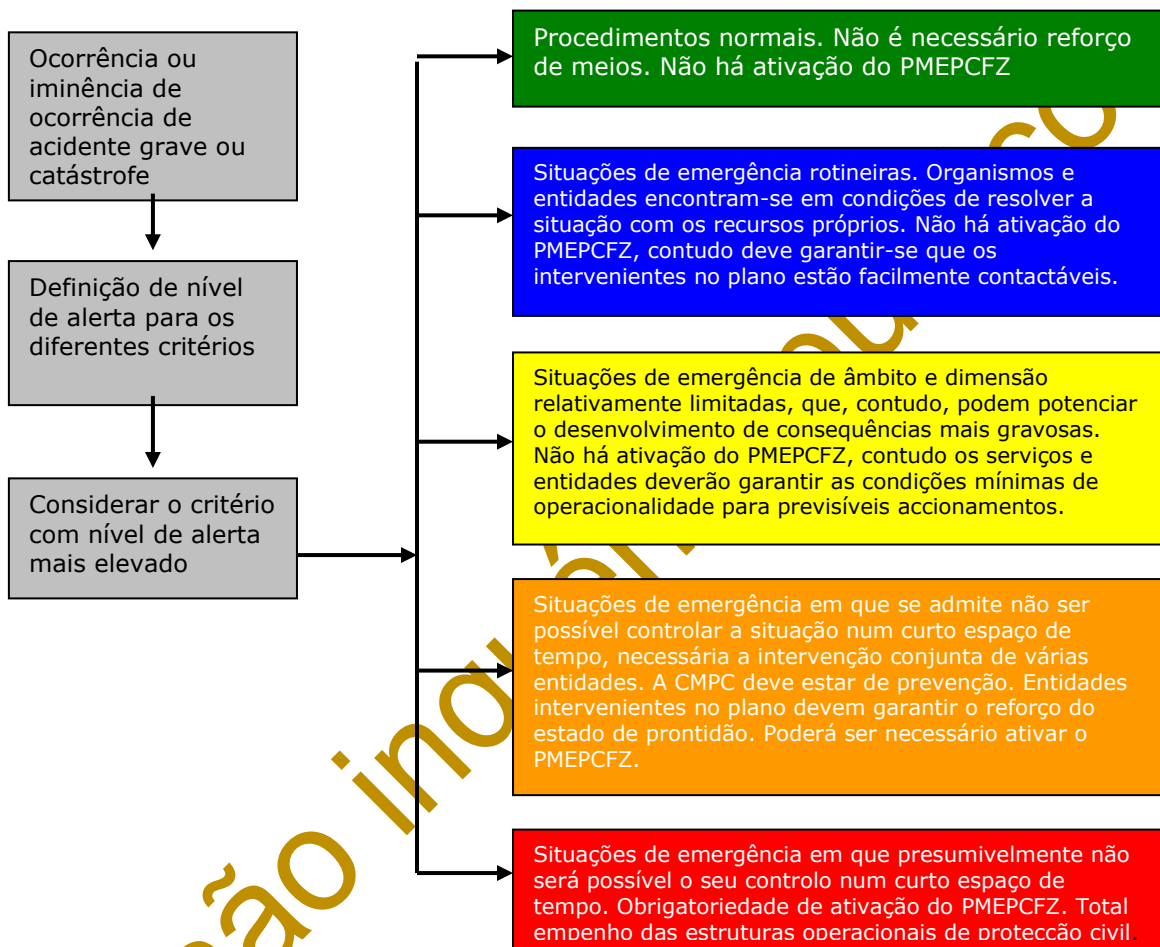 Ocorrência ou
iminência de
ocorrência de
acidente grave ou
catástrofe
Definição de nível
de alerta para os
diferentes critérios
Considerar o critério
com nível de alerta
mais elevado
Procedimentos normais. Não é necessário reforço
de meios. Não há ativação do PMEPCFZ
Situações de emergência rotineiras. Organismos e
entidades encontram-se em condições de resolver a
situação com os recursos próprios. Não há ativação do
PMEPCFZ, contudo deve garantir-se que os
intervenientes no plano estão facilmente contactáveis.
Situações de emergência de âmbito e dimensão
relativamente limitadas, que, contudo, podem potenciar
o desenvolvimento de consequências mais gravosas.
Não há ativação do PMEPCFZ, contudo os serviços e
entidades deverão garantir as condições mínimas de
operacionalidade para previsíveis accionamentos.
Situações de emergência em que se admite não ser
possível controlar a situação num curto espaço de
tempo, necessária a intervenção conjunta de várias
entidades. A CMPC deve estar de prevenção. Entidades
intervenientes no plano devem garantir o reforço do
estado de prontidão. Poderá ser necessário ativar o
PMEPCFZ.
Situações de emergência em que presumivelmente não
será possível o seu controlo num curto espaço de
tempo. Obrigatoriedade de ativação do PMEPCFZ. Total
empenho das estruturas operacionais de protecção civil.